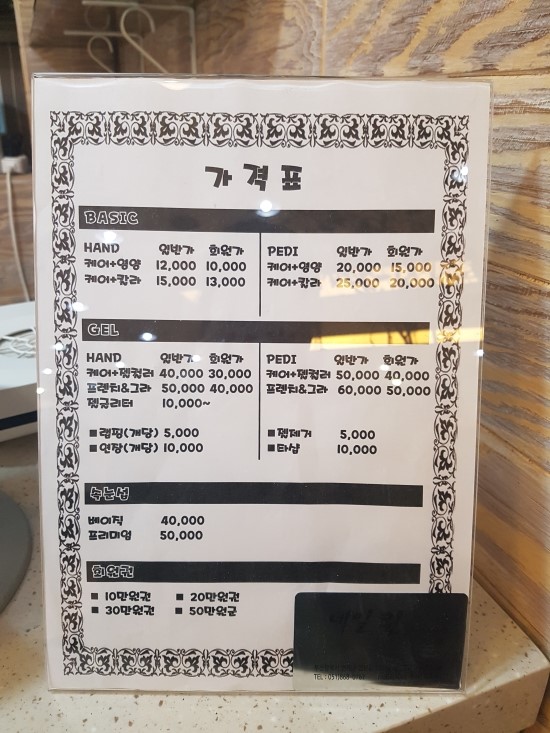 가격표
BASIC
HAND 일반가 회원가
케어+영양 12,000 10,000
케어+칼라 15,000 13,000
PEDI 일반가 회원가
케어+영양 20,000 15,000
케어+칼라 25,000 20,000
GEL
HAND 일반가 회원가
케어+젤컬러 40,000 30,000
프렌치&그라 50,000 40,000
젤글리터 10,000~
■랩핑(개당) 5,000
■연장(개당) 10,000
PEDI 일반가 회원가
케어+젤컬러 50,000 40,000
프렌치&그라 60,000 50,000
■젤제거 5,000
■타샵 10,000
속눈썹
베이직 40,000
프리미엄 50,000
회원권
■ 10만원권 ■ 20만원권
■ 30만원권 ■ 50만원권